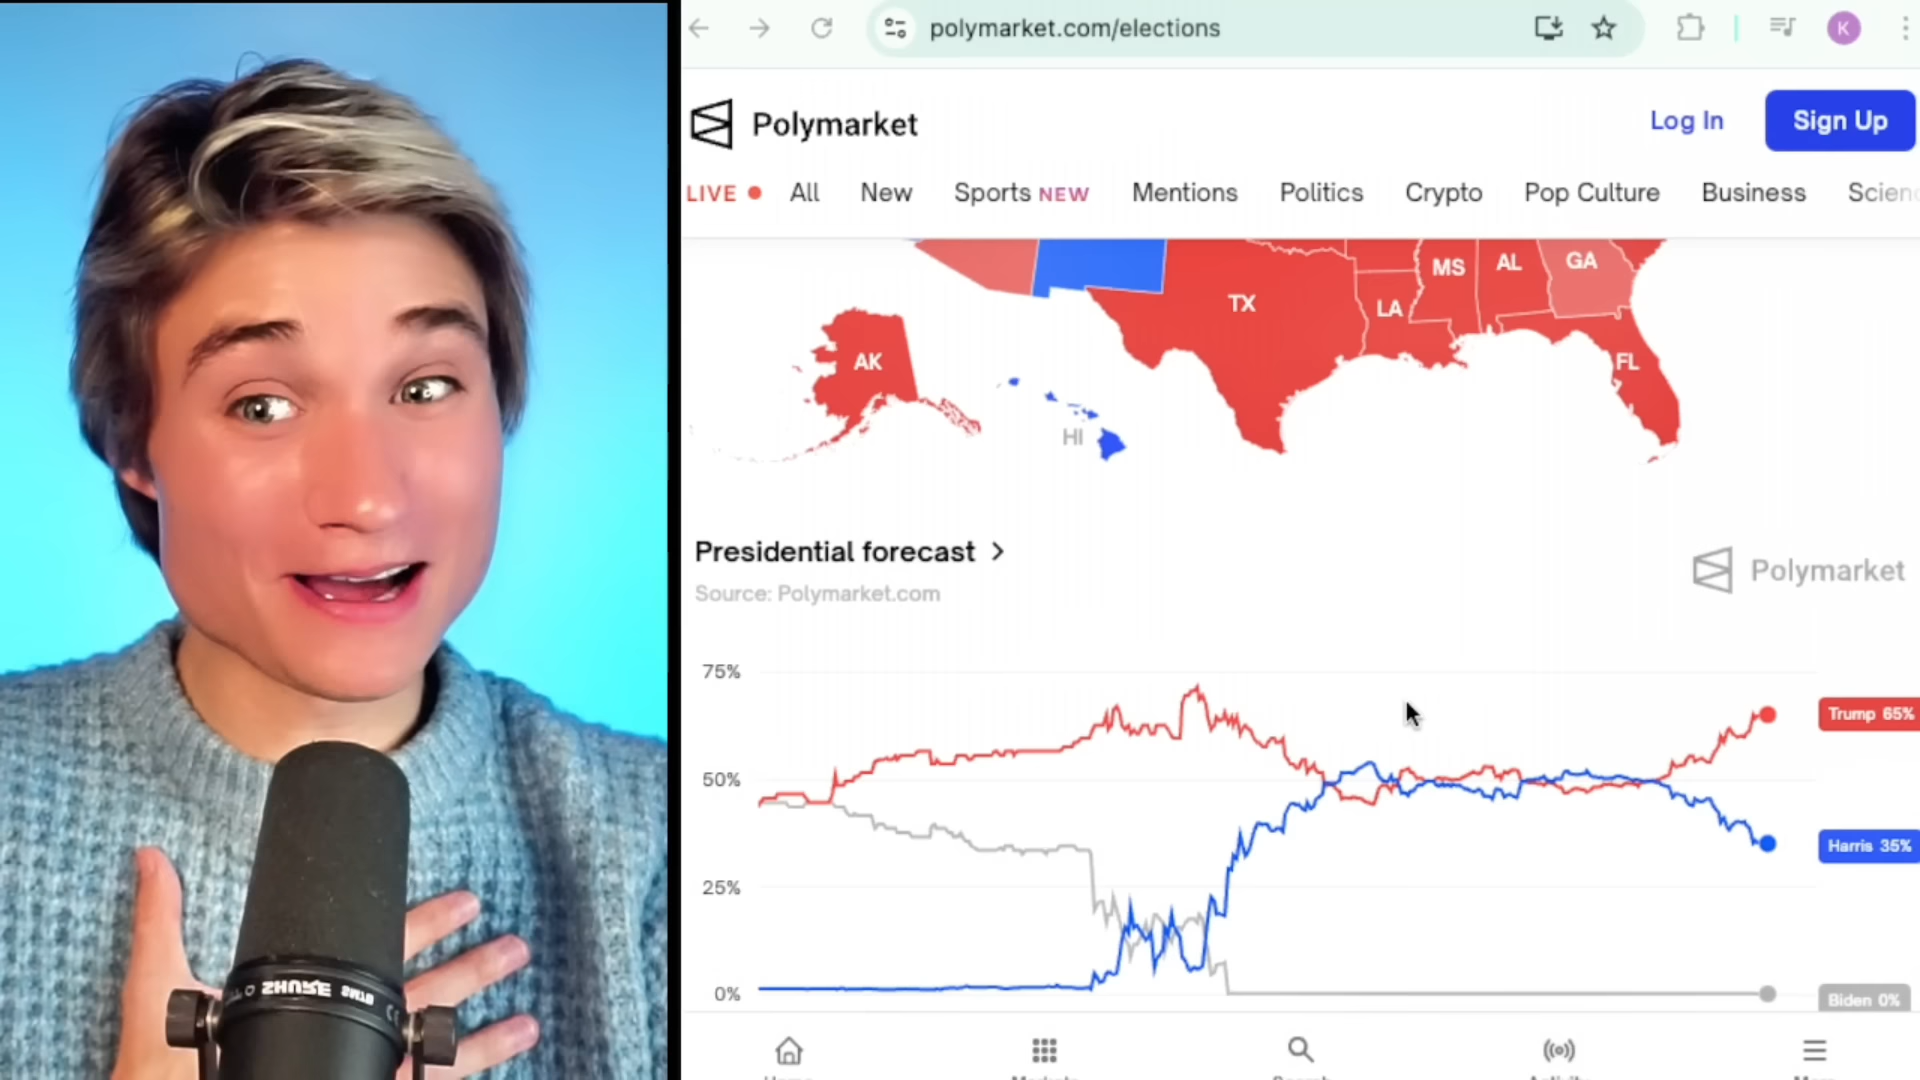 polymarket.com/elections
K
Polymarket
Log In
Sign Up
LIVE
All
New
Sports NEW
Mentions
Politics
Crypto
Pop Culture
Business
MS
AL
GA
TX
LA
AK
FL
HI
Presidential forecast
Source: Polymarket.com
Polymarket
75%
50%
25%
0%
Trump 65%
Harris 35%
Biden 0%